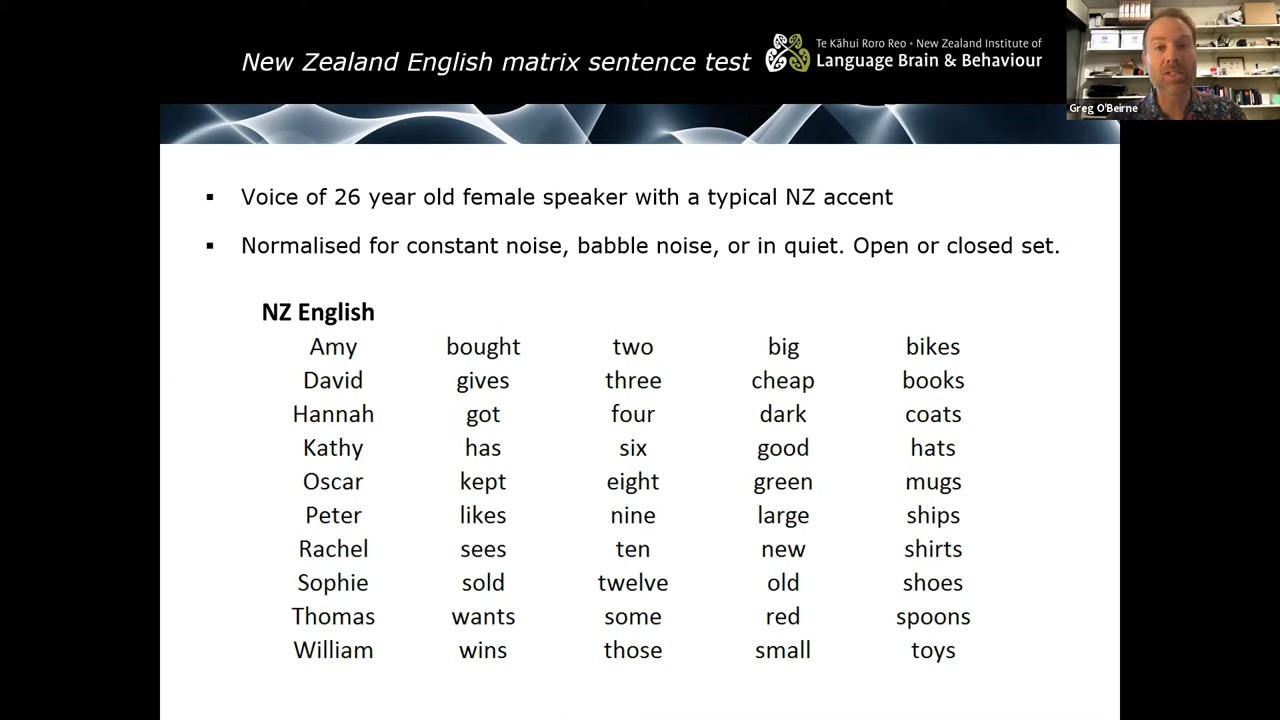 New Zealand English matrix sentence test
Te Kāhui Roro Reo • New Zealand Institute of
Language Brain & Behaviour
Greg O'Beirne
▪ Voice of 26 year old female speaker with a typical NZ accent
▪ Normalised for constant noise, babble noise, or in quiet. Open or closed set.
NZ English
Amy bought two big bikes
David gives three cheap books
Hannah got four dark coats
Kathy has six good hats
Oscar kept eight green mugs
Peter likes nine large ships
Rachel sees ten new shirts
Sophie sold twelve old shoes
Thomas wants some red spoons
William wins those small toys